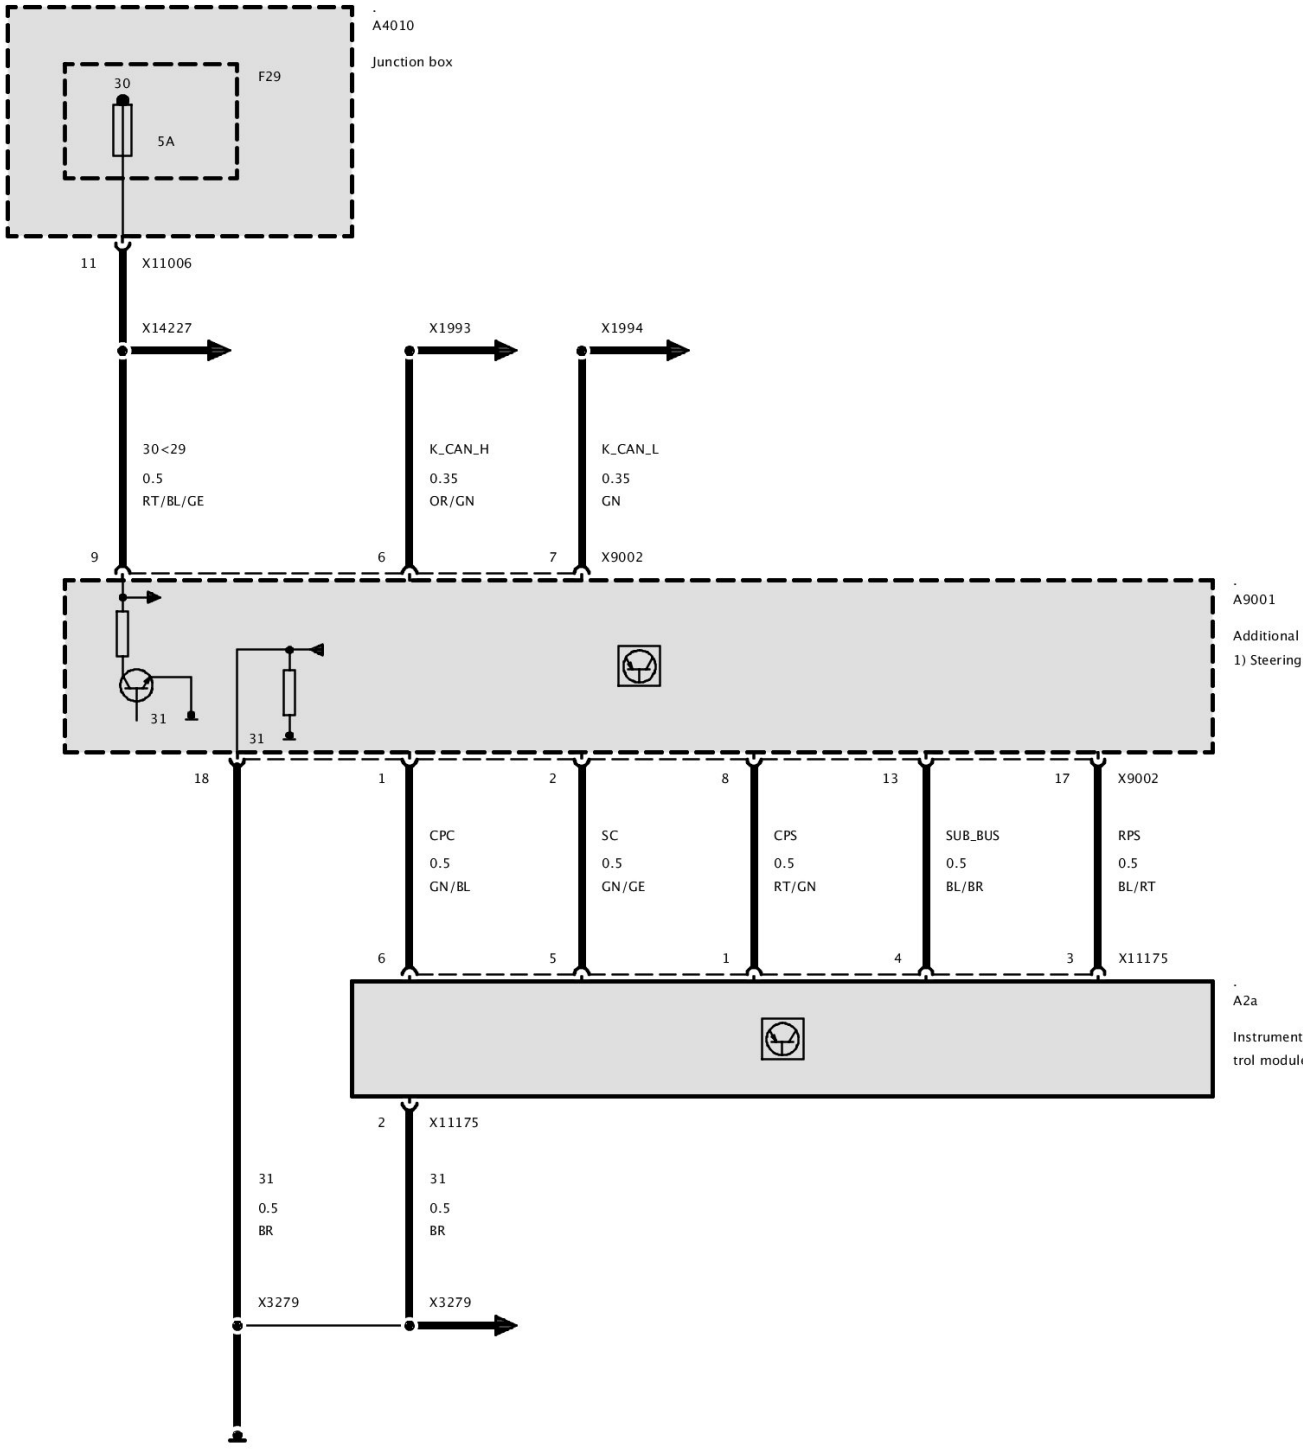 .
A4010
Junction box
F29
30
5A
11 X11006
X14227 X1993 X1994
30<29 K_CAN_H K_CAN_L
0.5 0.35 0.35
RT/BL/GE OR/GN GN
9 6 7 X9002
.
A9001
Additional
1) Steering
31
31
18 1 2 8 13 17 X9002
CPC SC CPS SUB_BUS RPS
0.5 0.5 0.5 0.5 0.5
GN/BL GN/GE RT/GN BL/BR BL/RT
6 5 1 4 3 X11175
.
A2a
Instrument
trol module
2 X11175
31 31
0.5 0.5
BR BR
X3279 X3279